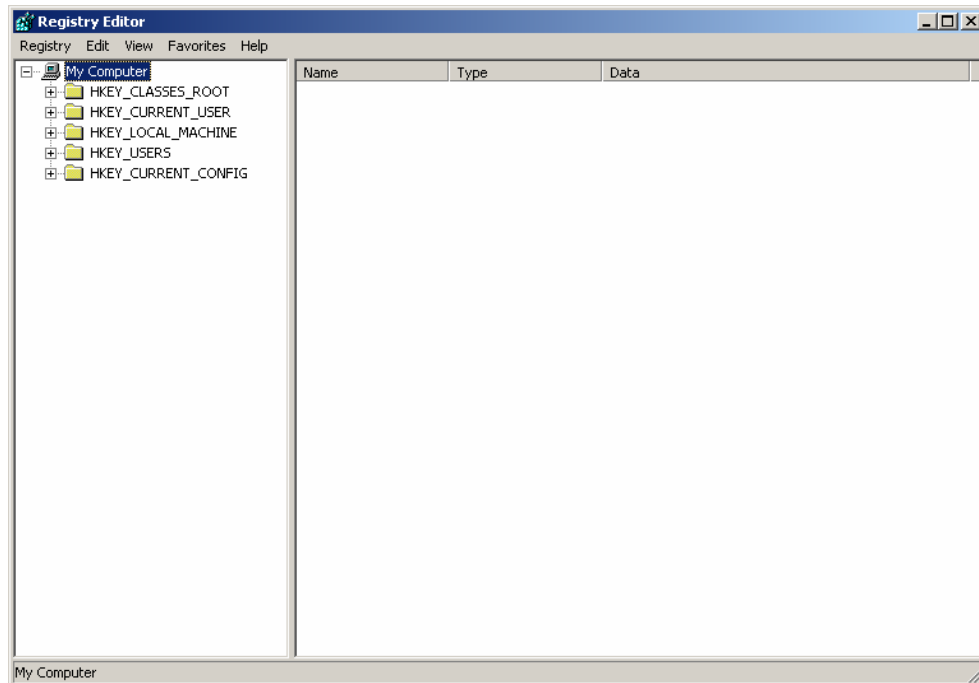 Registry Editor
Registry Edit View Favorites Help
My Computer
HKEY_CLASSES_ROOT
HKEY_CURRENT_USER
HKEY_LOCAL_MACHINE
HKEY_USERS
HKEY_CURRENT_CONFIG
Name Type Data
My Computer